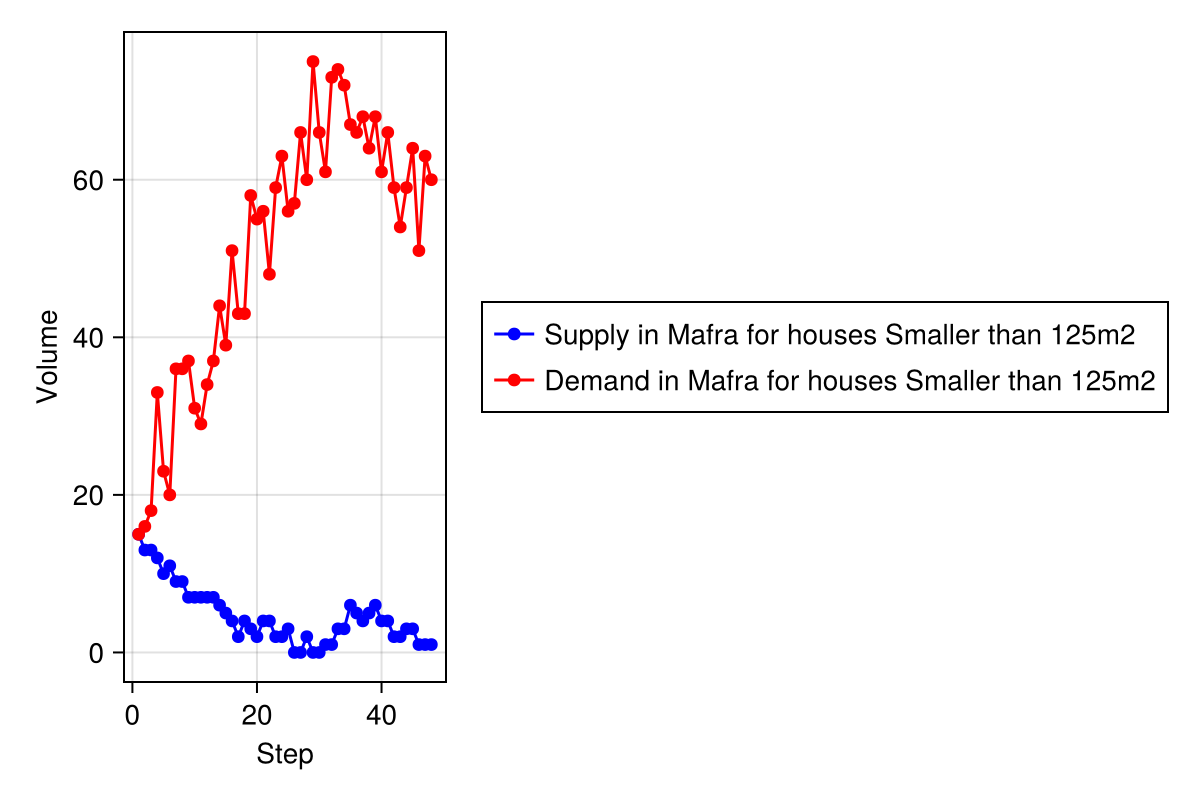 60
40
20
0
Volume
0 20 40
Step
Supply in Mafra for houses Smaller than 125m2
Demand in Mafra for houses Smaller than 125m2